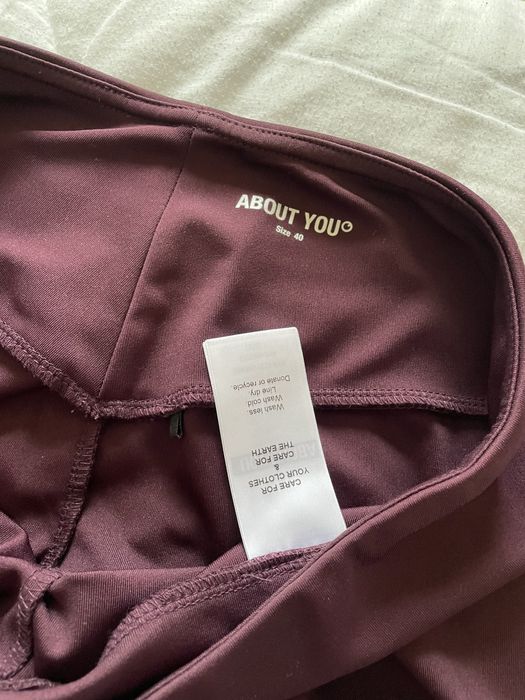 ABOUT YOU
Size 40
CARE FOR
YOUR CLOTHES
&
CARE FOR
THE EARTH
Wash less.
Wash cold.
Line dry.
Donate or recycle.